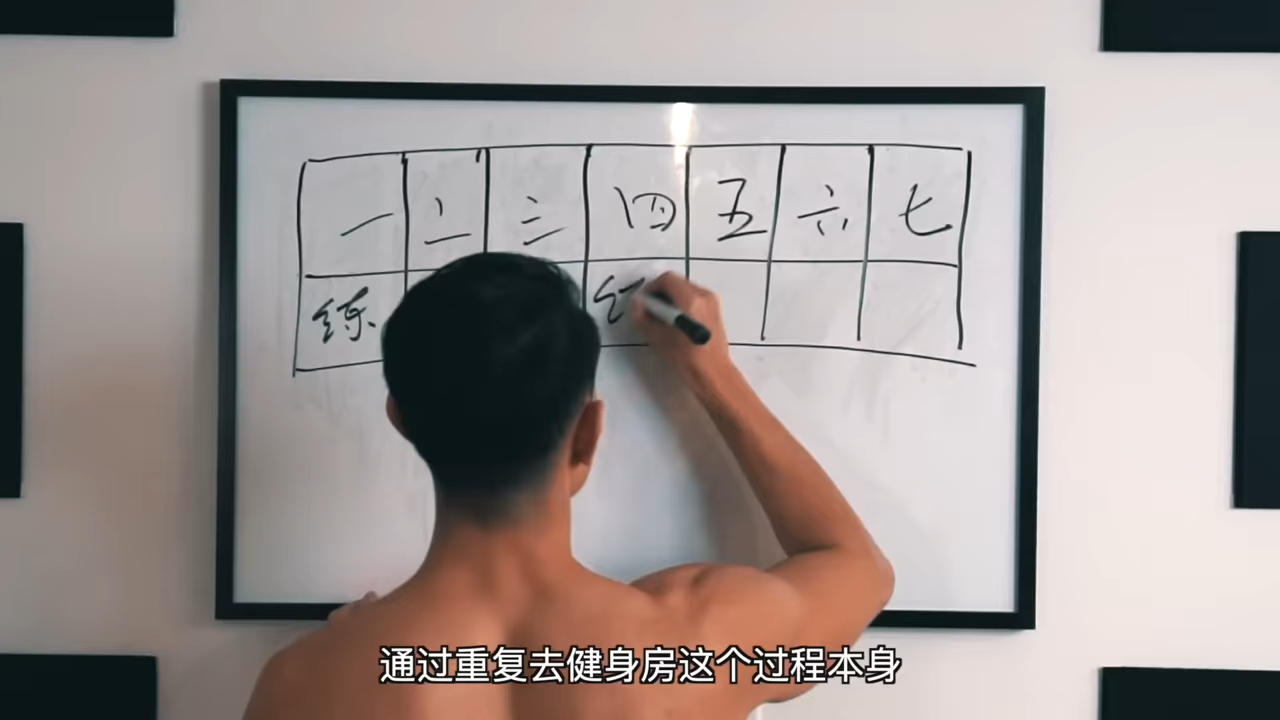 一 二 三 四 五 六 七
练
通过重复去健身房这个过程本身